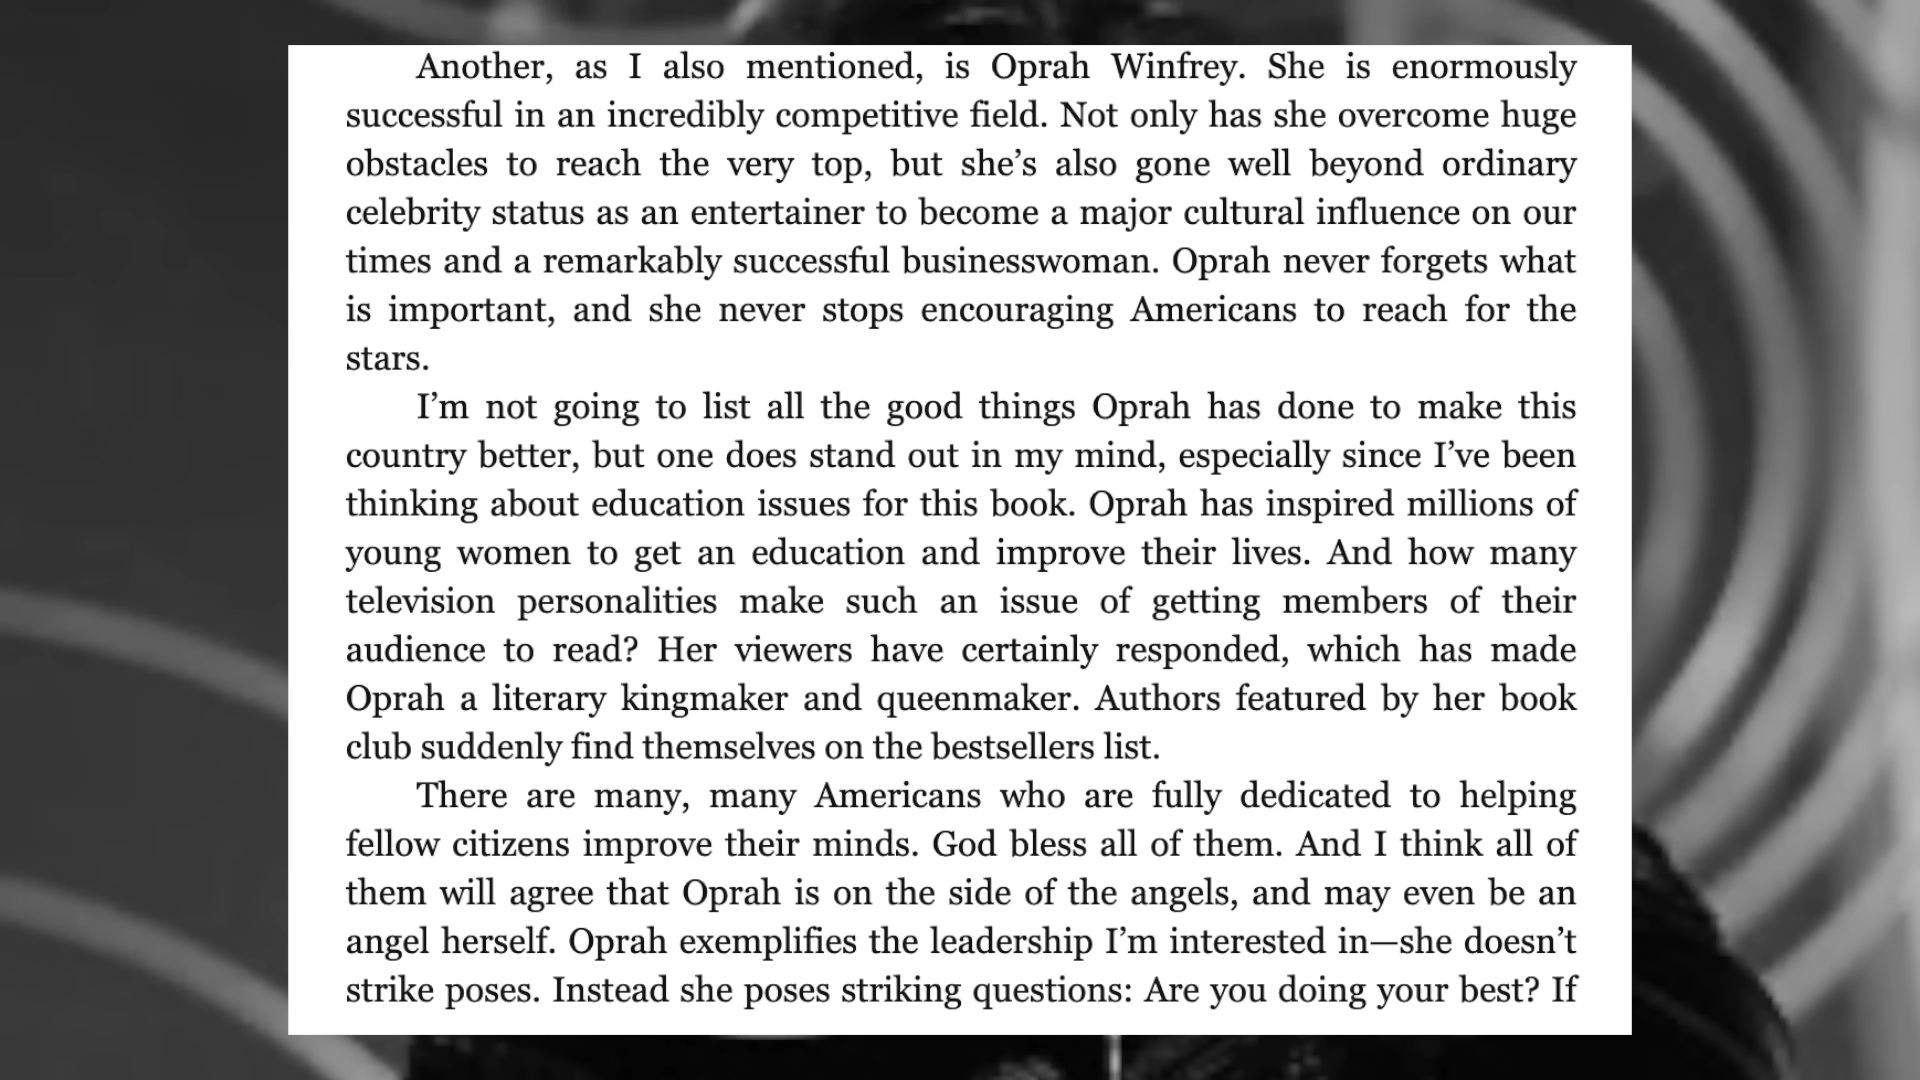 Another, as I also mentioned, is Oprah Winfrey. She is enormously
successful in an incredibly competitive field. Not only has she overcome huge
obstacles to reach the very top, but she’s also gone well beyond ordinary
celebrity status as an entertainer to become a major cultural influence on our
times and a remarkably successful businesswoman. Oprah never forgets what
is important, and she never stops encouraging Americans to reach for the
stars.
I’m not going to list all the good things Oprah has done to make this
country better, but one does stand out in my mind, especially since I’ve been
thinking about education issues for this book. Oprah has inspired millions of
young women to get an education and improve their lives. And how many
television personalities make such an issue of getting members of their
audience to read? Her viewers have certainly responded, which has made
Oprah a literary kingmaker and queenmaker. Authors featured by her book
club suddenly find themselves on the bestsellers list.
There are many, many Americans who are fully dedicated to helping
fellow citizens improve their minds. God bless all of them. And I think all of
them will agree that Oprah is on the side of the angels, and may even be an
angel herself. Oprah exemplifies the leadership I’m interested in—she doesn’t
strike poses. Instead she poses striking questions: Are you doing your best? If